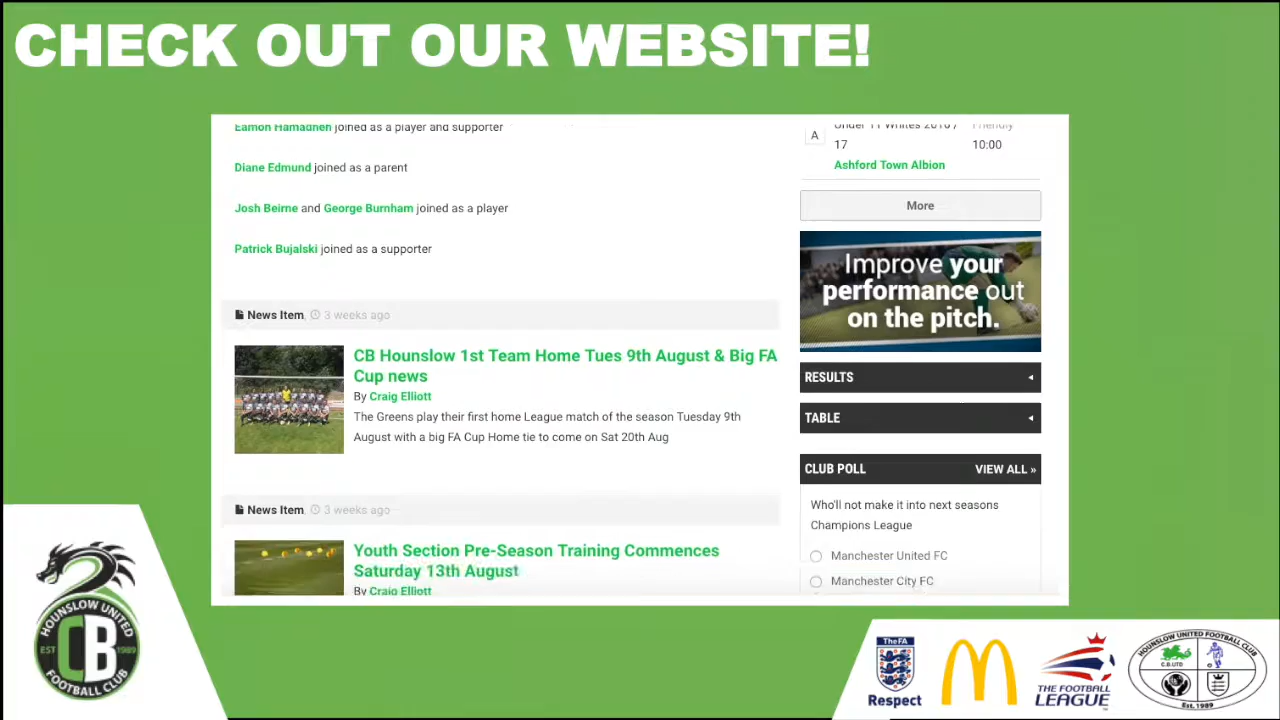 CHECK OUT OUR WEBSITE!
Eamon Hamadneh joined as a player and supporter
Diane Edmund joined as a parent
Josh Beirne and George Burnham joined as a player
Patrick Bujalski joined as a supporter
News Item 3 weeks ago
CB Hounslow 1st Team Home Tues 9th August & Big FA
Cup news
By Craig Elliott
The Greens play their first home League match of the season Tuesday 9th
August with a big FA Cup Home tie to come on Sat 20th Aug
News Item 3 weeks ago
Youth Section Pre-Season Training Commences
Saturday 13th August
By Craig Elliott
Under 11 Whites 2016 / Friendly
A 17 10:00
Ashford Town Albion
More
Improve your
performance out
on the pitch.
RESULTS
TABLE
CLUB POLL VIEW ALL »
Who'll not make it into next seasons
Champions League
Manchester United FC
Manchester City FC
HOUNSLOW UNITED
EST CB 1989
FOOTBALL CLUB
The FA
Respect
THE FOOTBALL
LEAGUE
HOUNSLOW UNITED FOOTBALL CLUB
C.B.UTD
Est. 1989